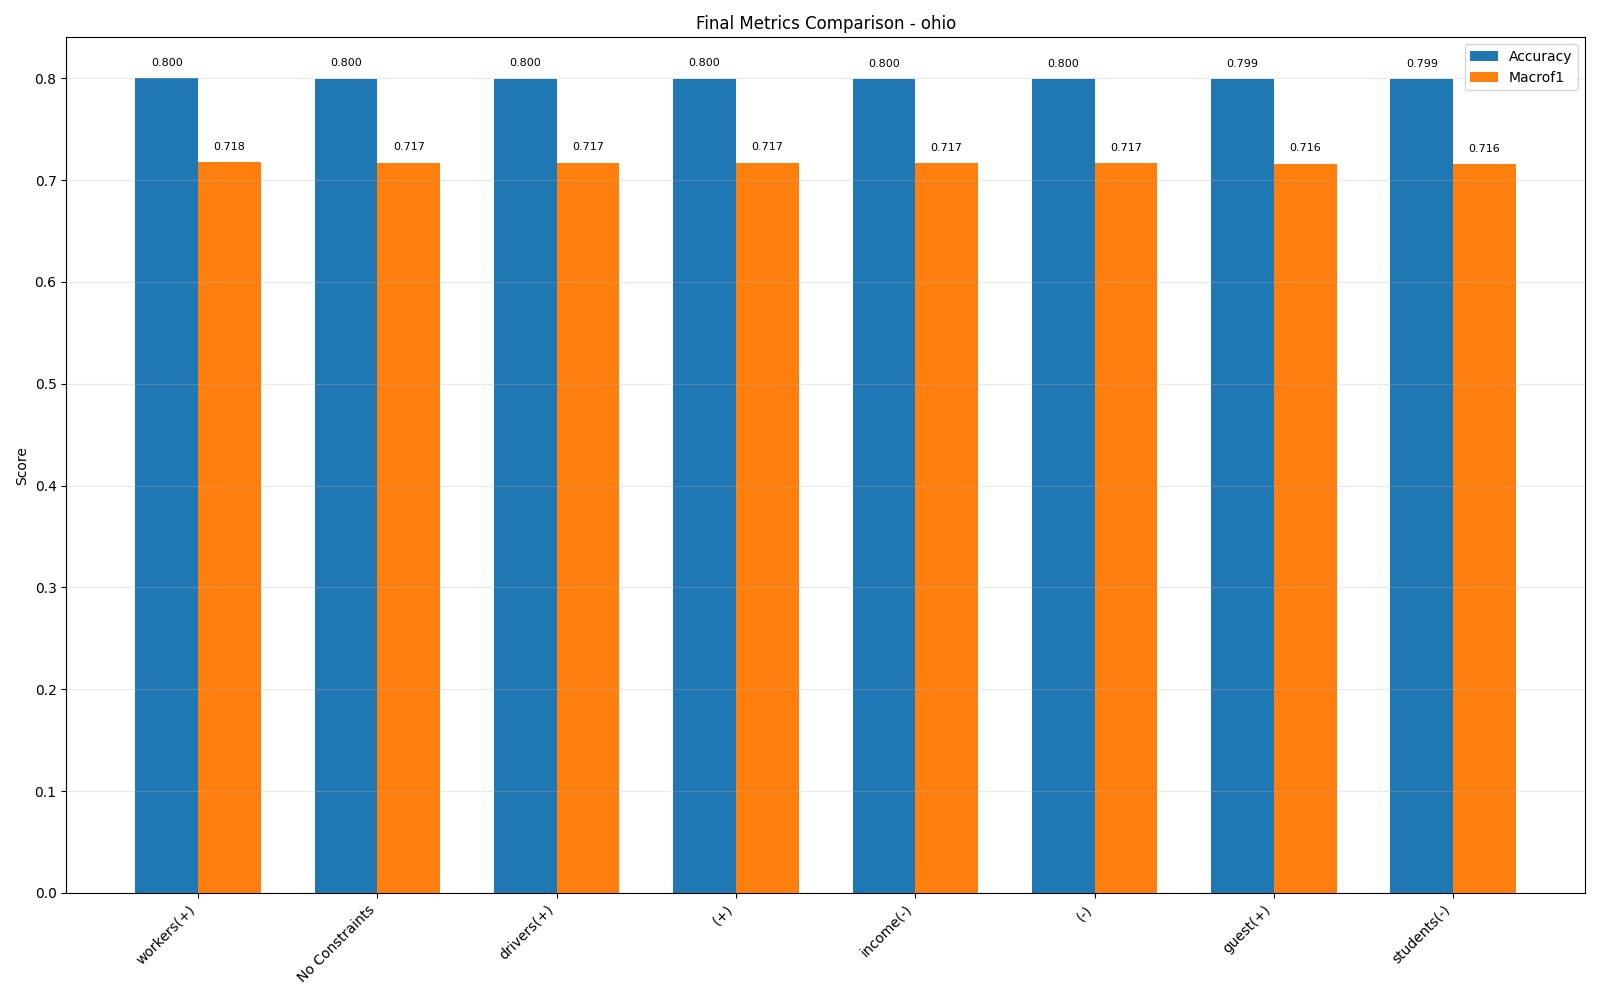 Final Metrics Comparison - ohio
Accuracy
Macrof1
0.800
0.718
0.800
0.717
0.800
0.717
0.800
0.717
0.800
0.717
0.800
0.717
0.799
0.716
0.799
0.716
Score
0.8
0.7
0.6
0.5
0.4
0.3
0.2
0.1
0.0
workers(+)
No Constraints
drivers(+)
(+)
income(-)
(-)
guest(+)
students(-)